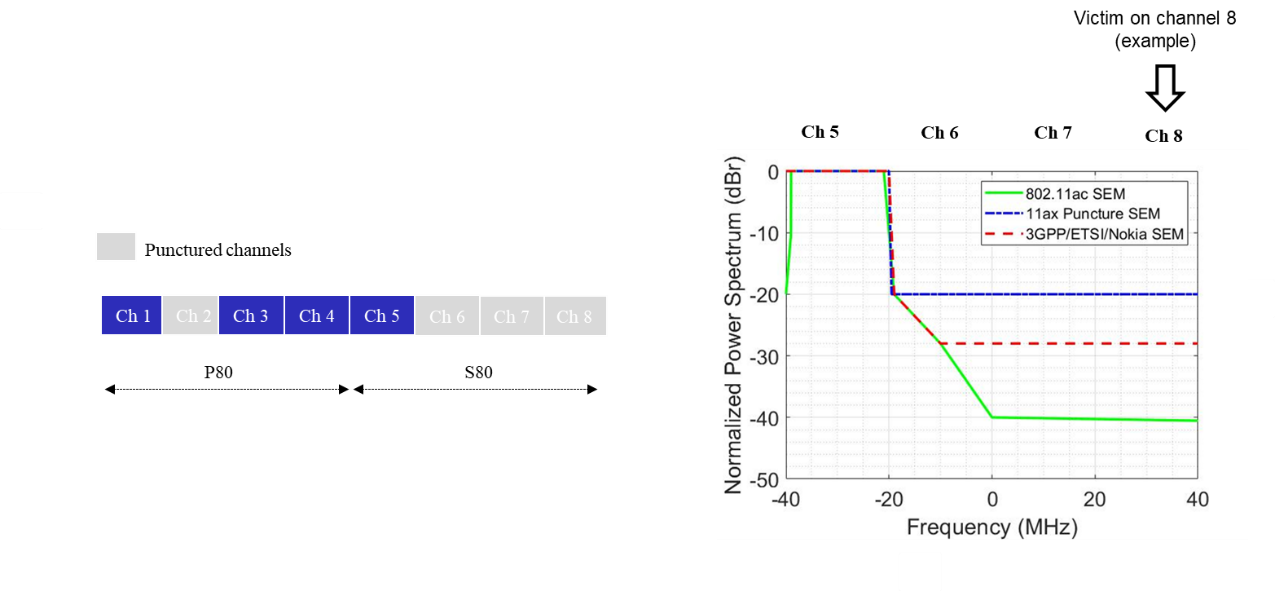 Victim on channel 8
(example)
Ch 5 Ch 6 Ch 7 Ch 8
Punctured channels
Ch 1 Ch 2 Ch 3 Ch 4 Ch 5 Ch 6 Ch 7 Ch 8
P80 S80
Normalized Power Spectrum (dBr)
0
-10
-20
-30
-40
-50
802.11ac SEM
11ax Puncture SEM
3GPP/ETSI/Nokia SEM
-40 -20 0 20 40
Frequency (MHz)